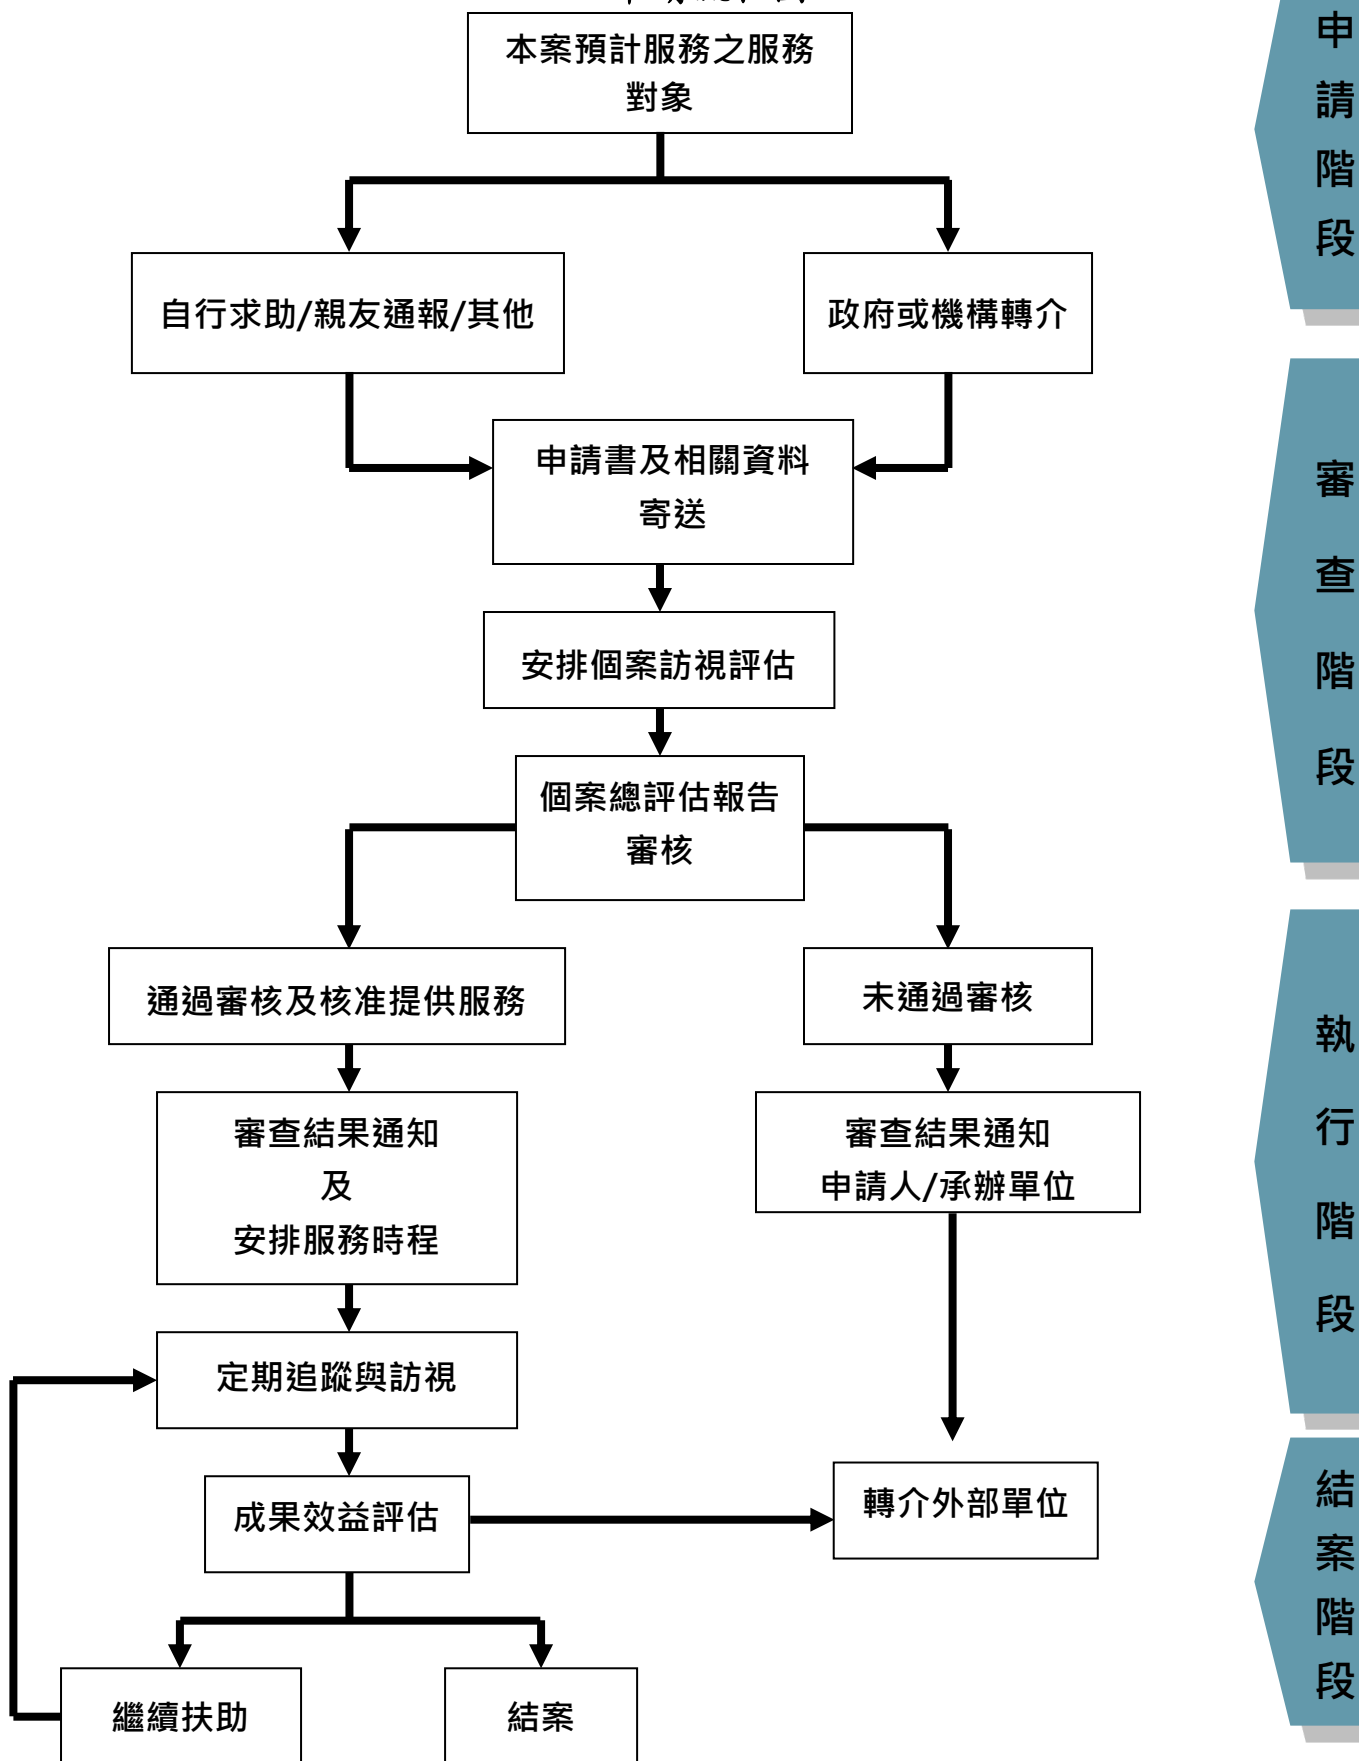 本案預計服務之服務
對象
自行求助/親友通報/其他
政府或機構轉介
申請書及相關資料
寄送
安排個案訪視評估
個案總評估報告
審核
通過審核及核准提供服務
未通過審核
審查結果通知
及
安排服務時程
審查結果通知
申請人/承辦單位
定期追蹤與訪視
成果效益評估
轉介外部單位
繼續扶助
結案
申請階段
審查階段
執行階段
結案階段